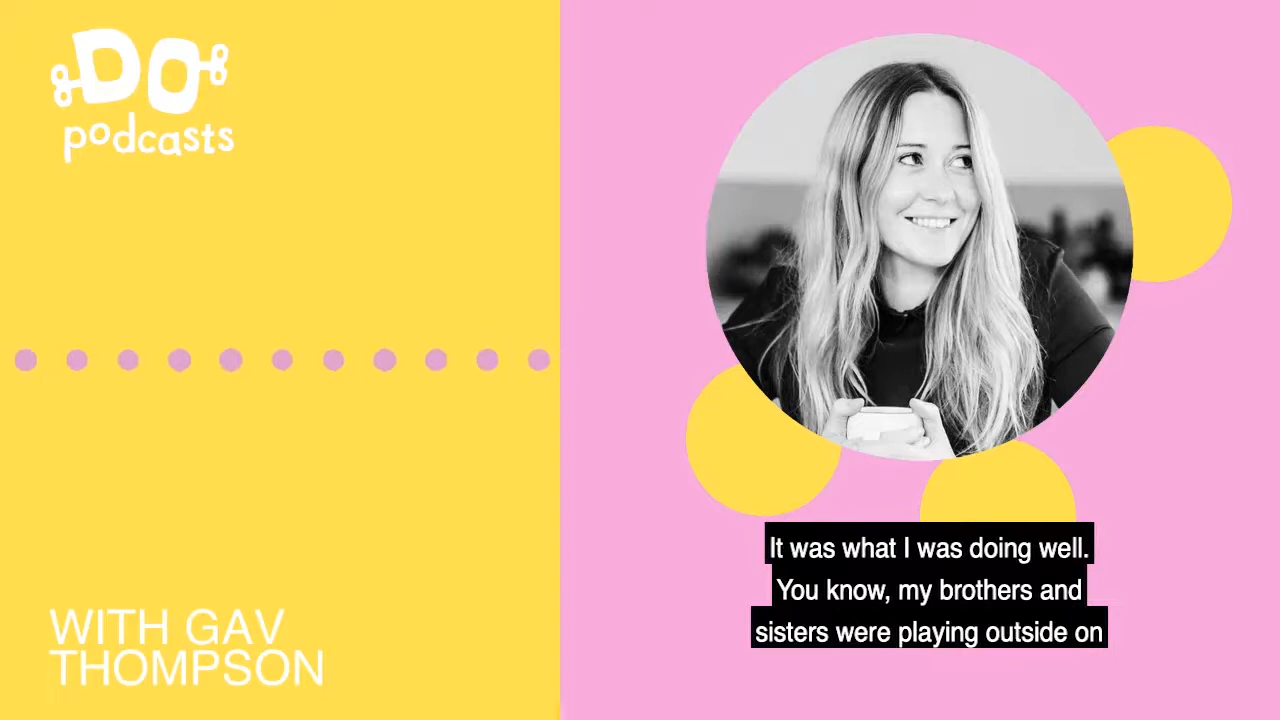 DO
podcasts
WITH GAV
THOMPSON
It was what I was doing well.
You know, my brothers and
sisters were playing outside on